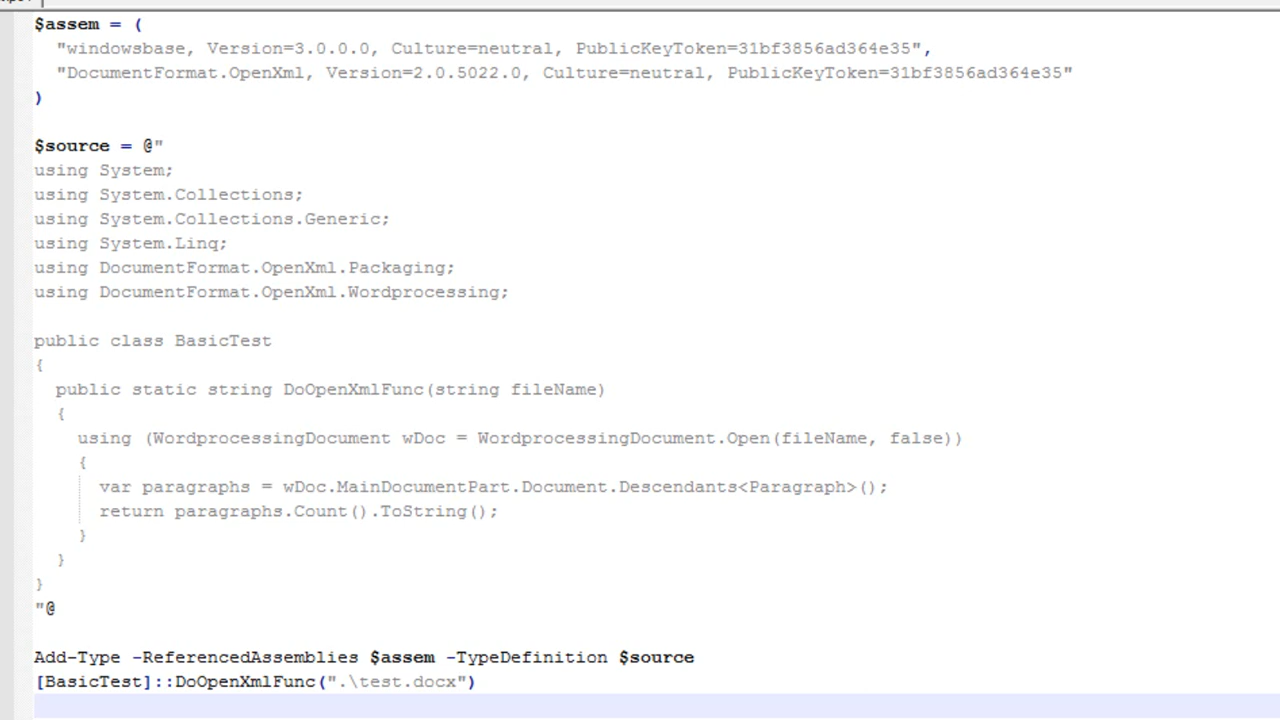 $assem = (
  "windowsbase, Version=3.0.0.0, Culture=neutral, PublicKeyToken=31bf3856ad364e35",
  "DocumentFormat.OpenXml, Version=2.0.5022.0, Culture=neutral, PublicKeyToken=31bf3856ad364e35"
)
$source = @"
using System;
using System.Collections;
using System.Collections.Generic;
using System.Linq;
using DocumentFormat.OpenXml.Packaging;
using DocumentFormat.OpenXml.Wordprocessing;
public class BasicTest
{
  public static string DoOpenXmlFunc(string fileName)
  {
    using (WordprocessingDocument wDoc = WordprocessingDocument.Open(fileName, false))
    {
      var paragraphs = wDoc.MainDocumentPart.Document.Descendants<Paragraph>();
      return paragraphs.Count().ToString();
    }
  }
}
"@
Add-Type -ReferencedAssemblies $assem -TypeDefinition $source
[BasicTest]::DoOpenXmlFunc(".\test.docx")